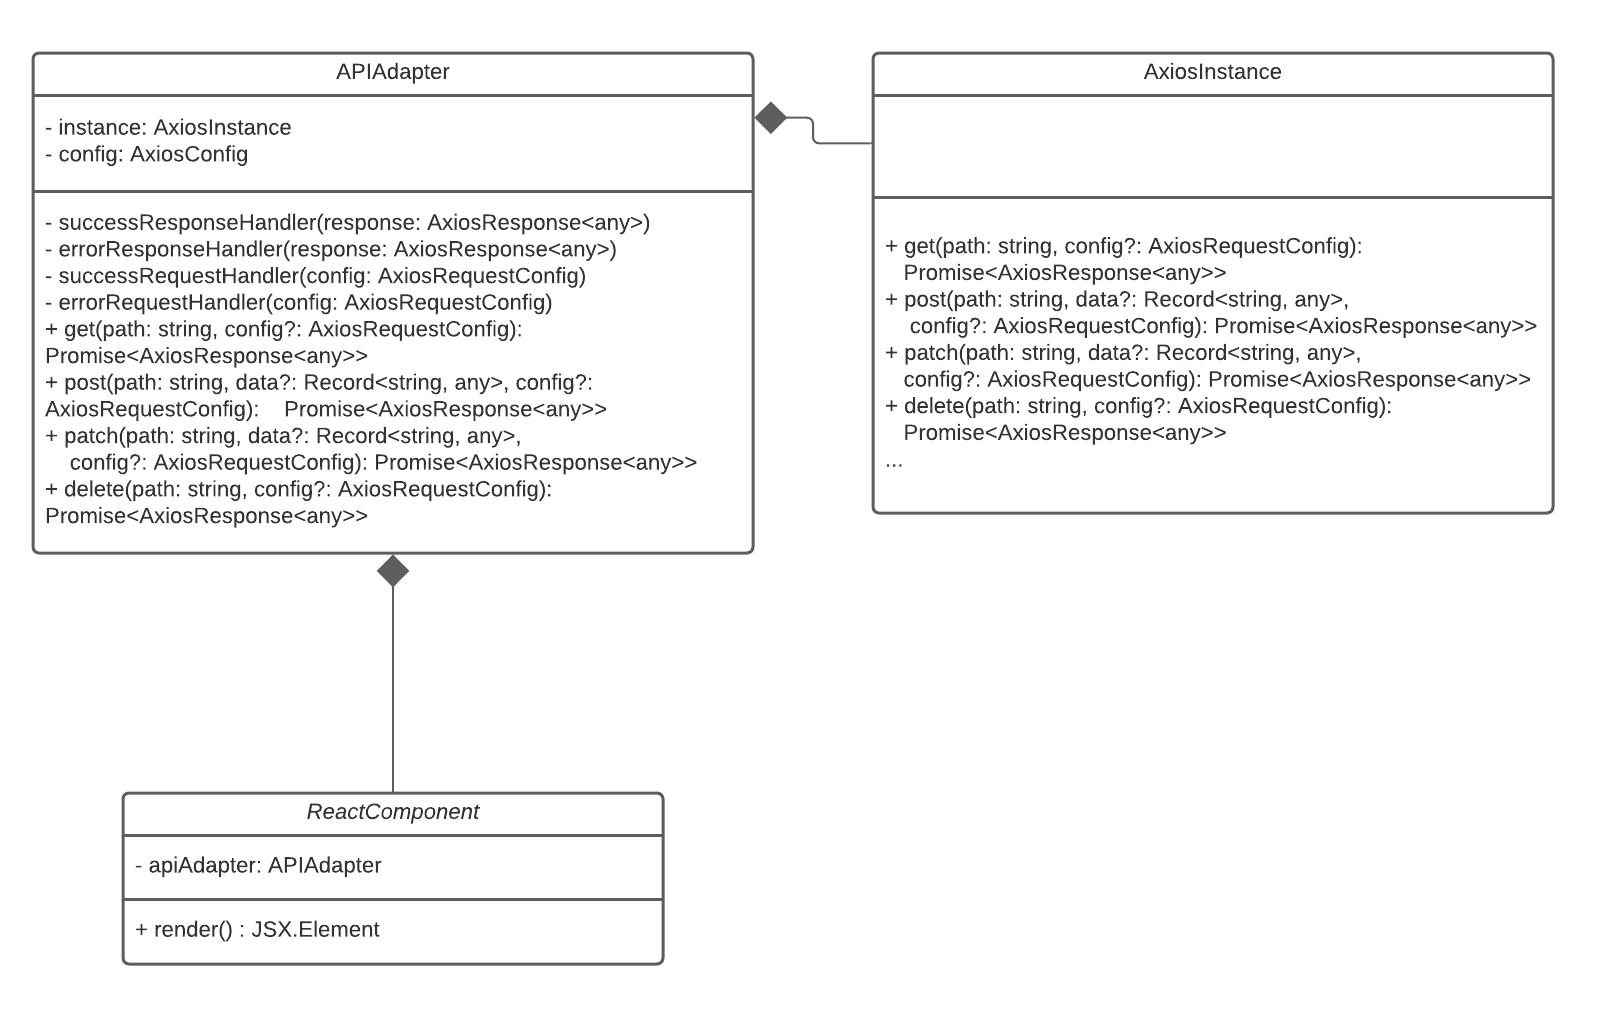 APIAdapter
- instance: AxiosInstance
- config: AxiosConfig
- successResponseHandler(response: AxiosResponse<any>)
- errorResponseHandler(response: AxiosResponse<any>)
- successRequestHandler(config: AxiosRequestConfig)
- errorRequestHandler(config: AxiosRequestConfig)
+ get(path: string, config?: AxiosRequestConfig):
Promise<AxiosResponse<any>>
+ post(path: string, data?: Record<string, any>, config?:
AxiosRequestConfig):    Promise<AxiosResponse<any>>
+ patch(path: string, data?: Record<string, any>,
config?: AxiosRequestConfig): Promise<AxiosResponse<any>>
+ delete(path: string, config?: AxiosRequestConfig):
Promise<AxiosResponse<any>>
AxiosInstance
+ get(path: string, config?: AxiosRequestConfig):
Promise<AxiosResponse<any>>
+ post(path: string, data?: Record<string, any>,
config?: AxiosRequestConfig): Promise<AxiosResponse<any>>
+ patch(path: string, data?: Record<string, any>,
config?: AxiosRequestConfig): Promise<AxiosResponse<any>>
+ delete(path: string, config?: AxiosRequestConfig):
Promise<AxiosResponse<any>>
...
ReactComponent
- apiAdapter: APIAdapter
+ render() : JSX.Element